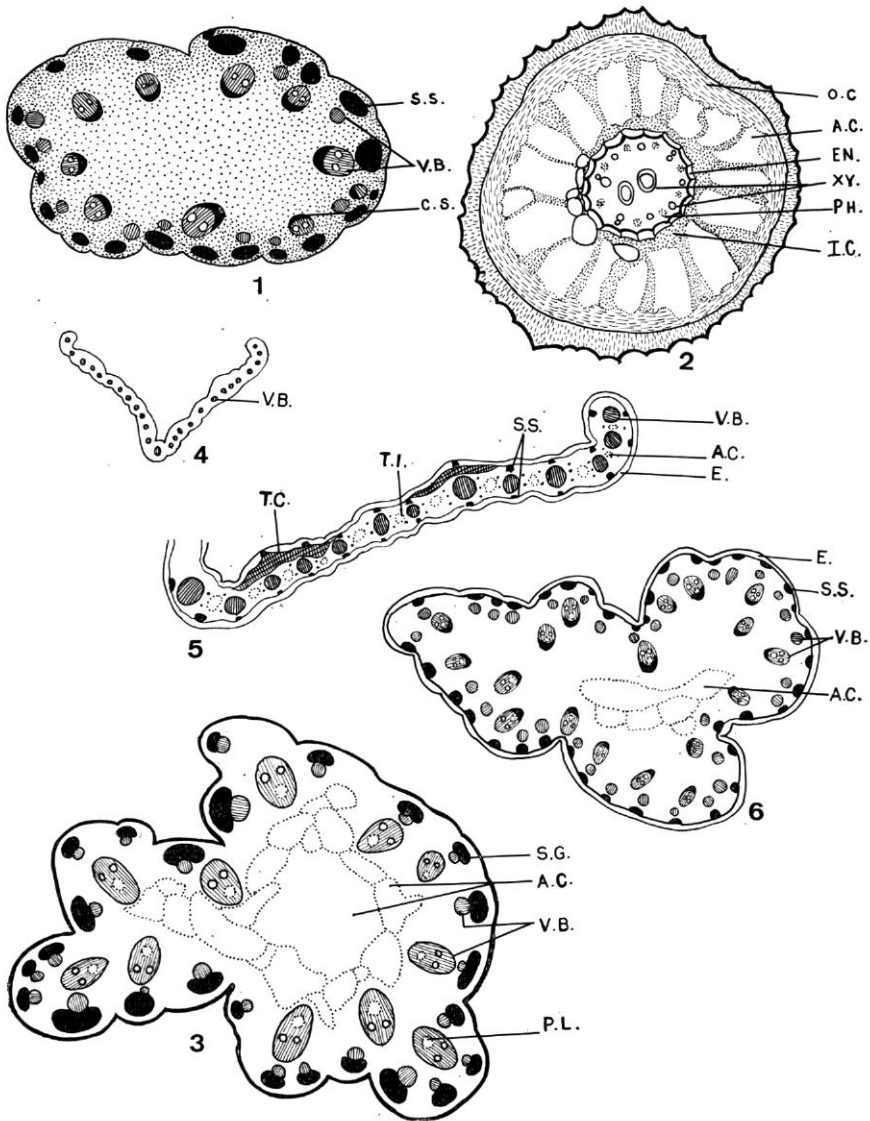 S.S.
V.B.
C.S.
1
O.C
A.C.
EN.
XY.
PH.
I.C.
2
V.B.
4
S.S.
T.I.
T.C.
V.B.
A.C.
E.
5
E.
S.S.
V.B.
A.C.
6
S.G.
A.C.
V.B.
P.L.
3